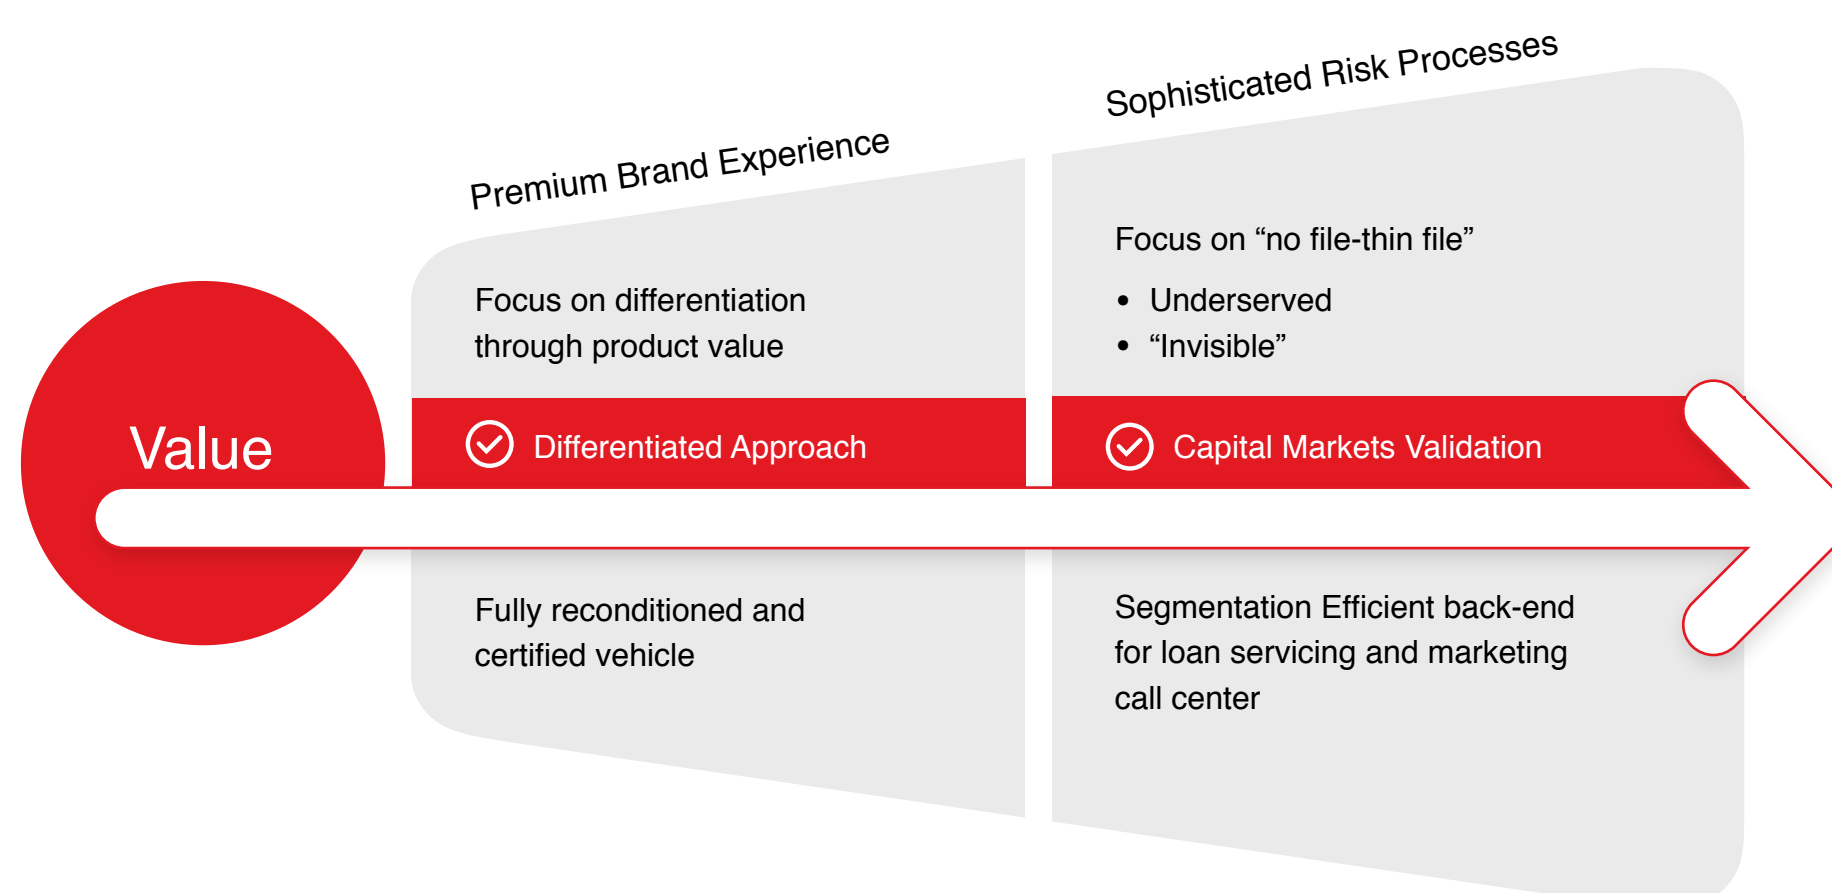 Value
Premium Brand Experience
Focus on differentiation
through product value
Differentiated Approach
Fully reconditioned and
certified vehicle
Sophisticated Risk Processes
Focus on “no file-thin file”
• Underserved
• “Invisible”
Capital Markets Validation
Segmentation Efficient back-end
for loan servicing and marketing
call center